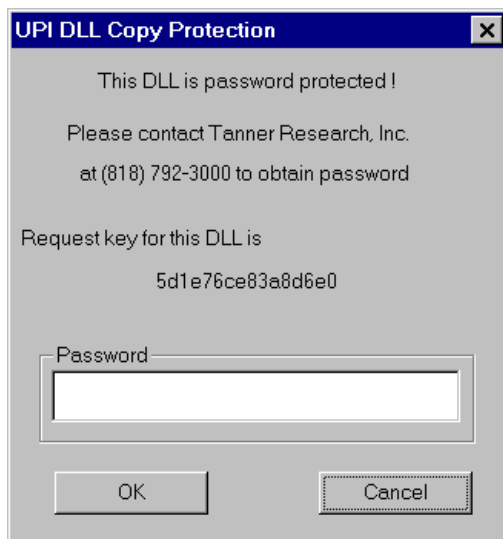 UPI DLL Copy Protection
This DLL is password protected !
Please contact Tanner Research, Inc.
at (818) 792-3000 to obtain password
Request key for this DLL is
5d1e76ce83a8d6e0
Password
OK
Cancel